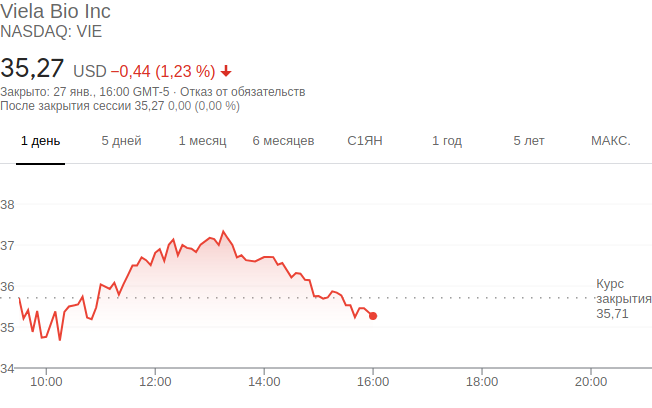 Viela Bio Inc
NASDAQ: VIE
35,27 USD −0,44 (1,23 %)
Закрыто: 27 янв., 16:00 GMT-5 · Отказ от обязательств
После закрытия сессии 35,27 0,00 (0,00 %)
1 день 5 дней 1 месяц 6 месяцев С1ЯН 1 год 5 лет МАКС.
38
37
36
35
34
Курс
закрытия
35,71
10:00 12:00 14:00 16:00 18:00 20:00